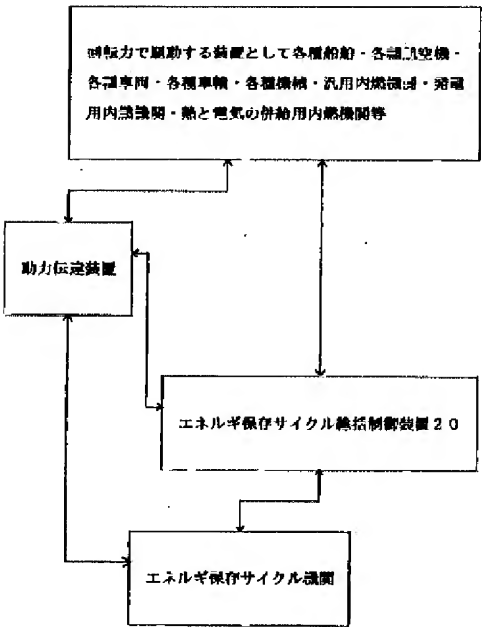 回転力で駆動する装置として各種船舶・各種航空機・
各種車両・各種車輌・各種機械・汎用内燃機関・発電
用内燃機関・熱と電気の併給用内燃機関等
動力伝達装置
エネルギ保存サイクル総括制御装置20
エネルギ保存サイクル機関